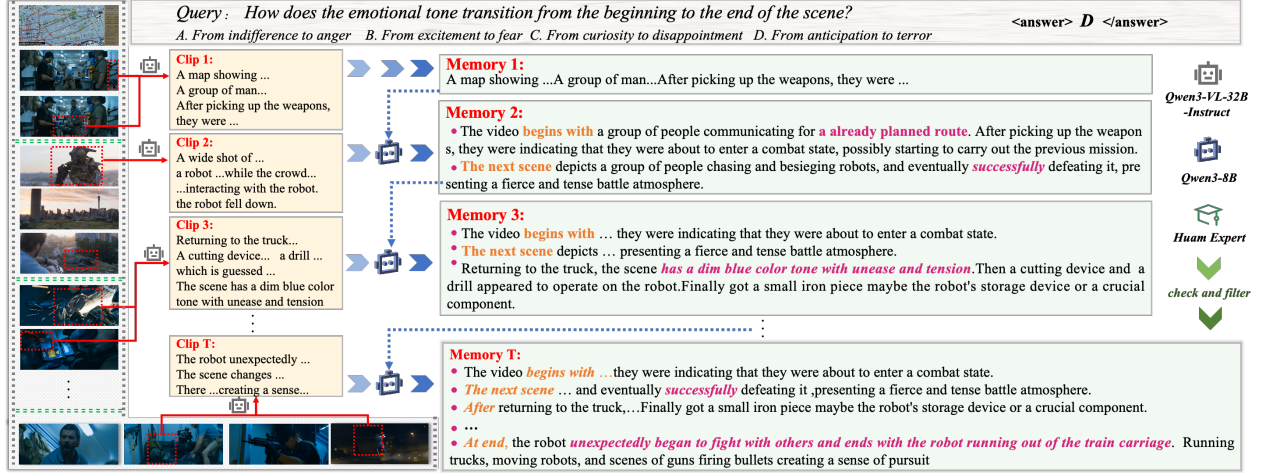 Query： How does the emotional tone transition from the beginning to the end of the scene?
A. From indifference to anger B. From excitement to fear C. From curiosity to disappointment D. From anticipation to terror
<answer> D </answer>
Clip 1:
A map showing ...
A group of man...
After picking up the weapons,
they were ...
Clip 2:
A wide shot of ...
a robot ...while the crowd...
...interacting with the robot.
the robot fell down.
Clip 3:
Returning to the truck...
A cutting device... a drill ...
which is guessed ...
The scene has a dim blue color
tone with unease and tension
Clip T:
The robot unexpectedly ...
The scene changes ...
There ...creating a sense...
Memory 1:
A map showing ...A group of man...After picking up the weapons, they were ...
Memory 2:
• The video begins with a group of people communicating for a already planned route. After picking up the weapon
s, they were indicating that they were about to enter a combat state, possibly starting to carry out the previous mission.
• The next scene depicts a group of people chasing and besieging robots, and eventually successfully defeating it, pre
senting a fierce and tense battle atmosphere.
Memory 3:
• The video begins with … they were indicating that they were about to enter a combat state.
• The next scene depicts … presenting a fierce and tense battle atmosphere.
• Returning to the truck, the scene has a dim blue color tone with unease and tension.Then a cutting device and a
drill appeared to operate on the robot.Finally got a small iron piece maybe the robot's storage device or a crucial
component.
Memory T:
• The video begins with …they were indicating that they were about to enter a combat state.
• The next scene … and eventually successfully defeating it ,presenting a fierce and tense battle atmosphere.
• After returning to the truck,…Finally got a small iron piece maybe the robot's storage device or a crucial component.
• ...
• At end, the robot unexpectedly began to fight with others and ends with the robot running out of the train carriage. Running
trucks, moving robots, and scenes of guns firing bullets creating a sense of pursuit
Qwen3-VL-32B
-Instruct
Qwen3-8B
Huam Expert
check and filter